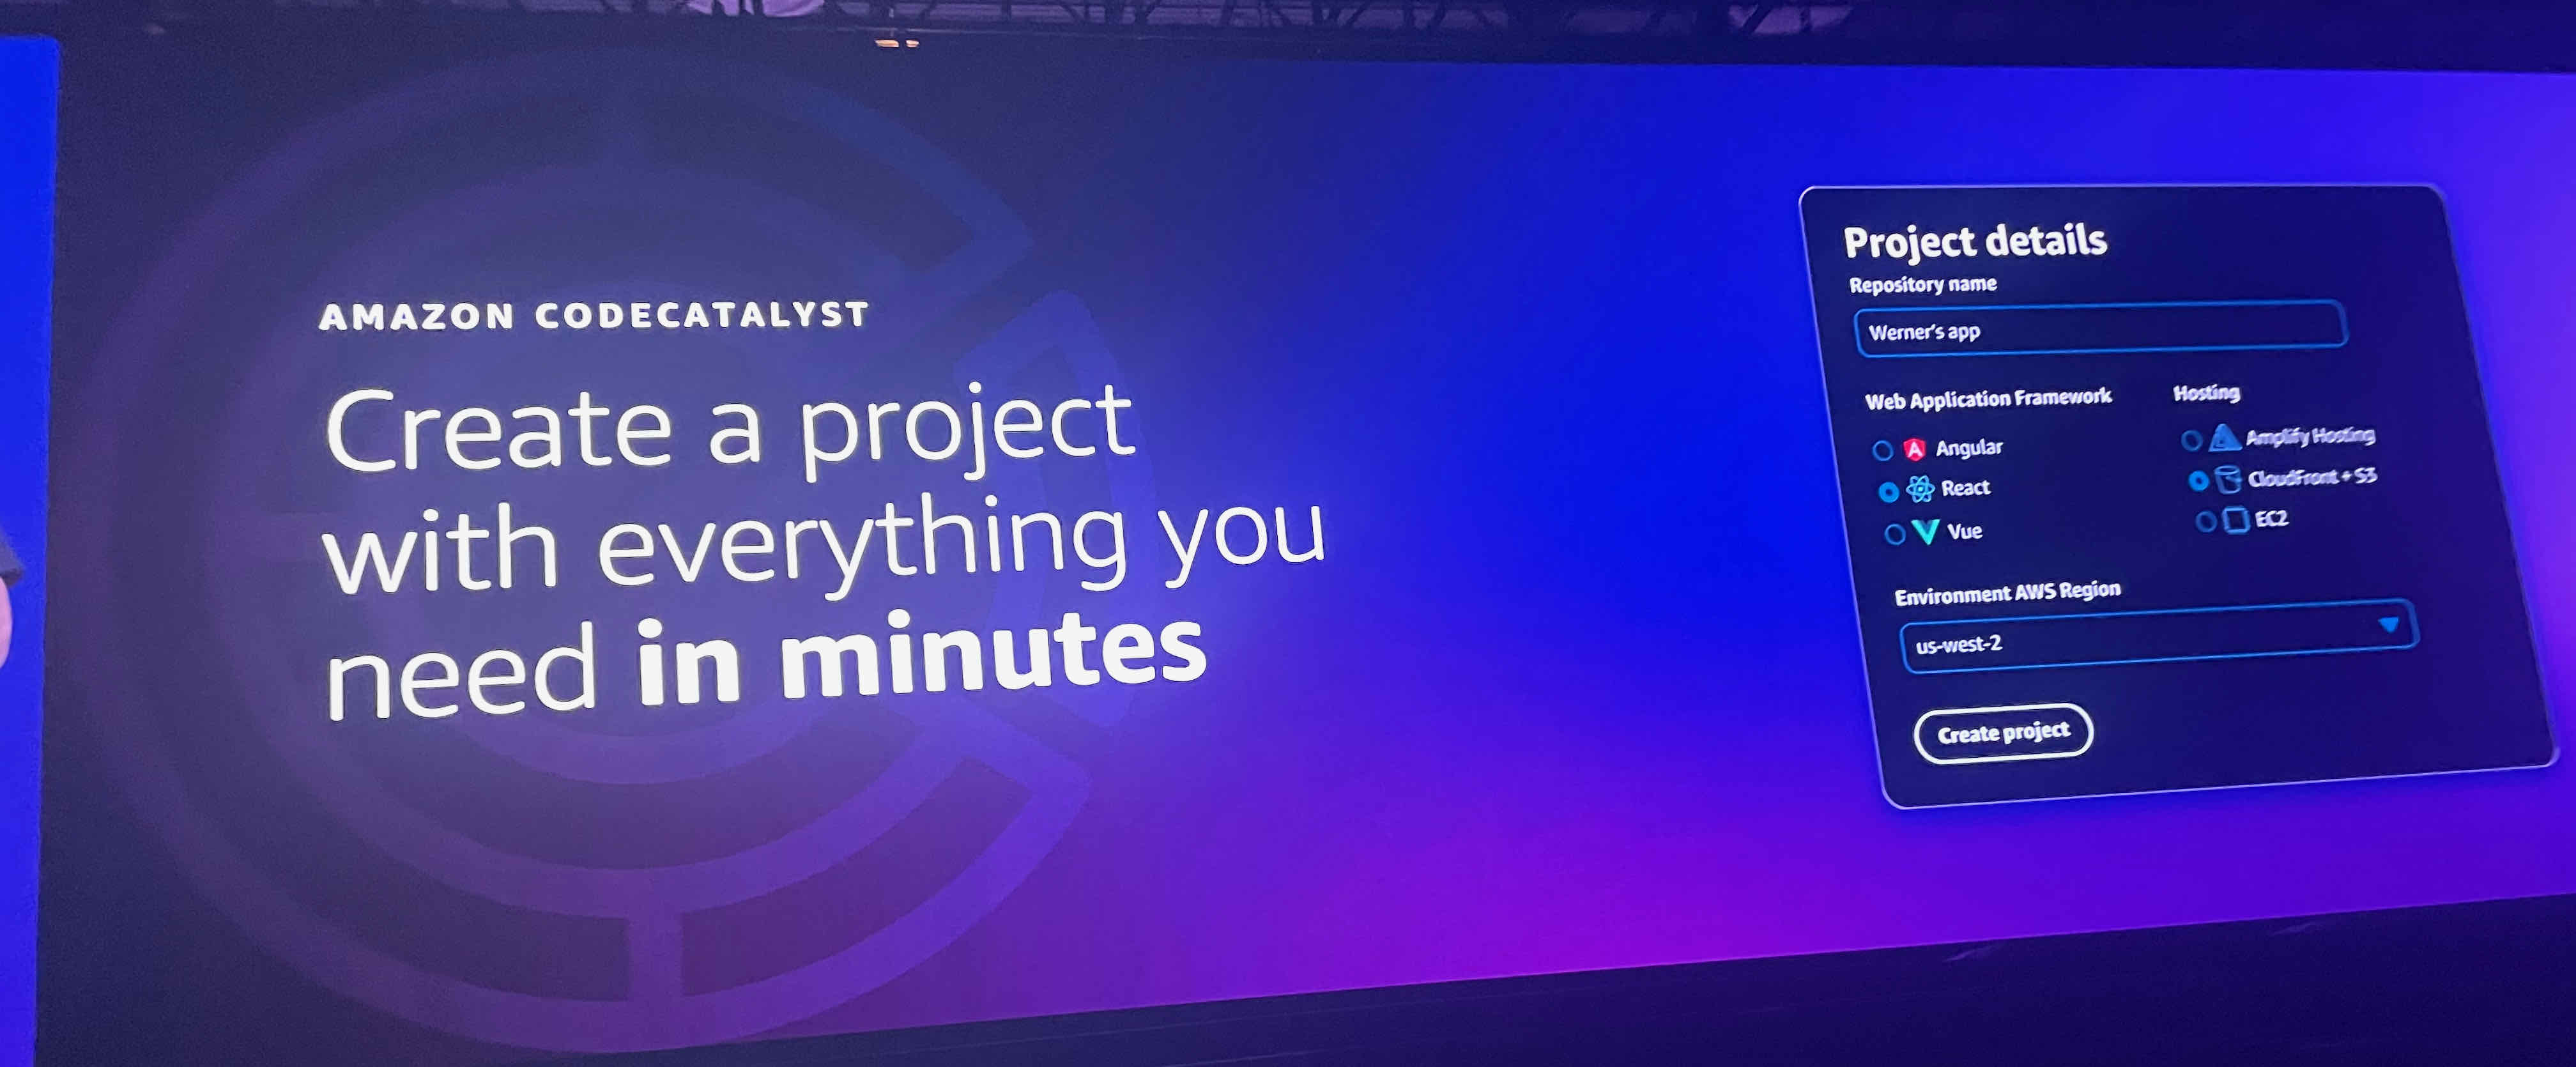 AMAZON CODECATALYST
Create a project
with everything you
need in minutes
Project details
Repository name
Werner's app
Web Application Framework
Angular
React
Vue
Hosting
Amplify Hosting
CloudFront + S3
EC2
Environment AWS Region
us-west-2
Create project